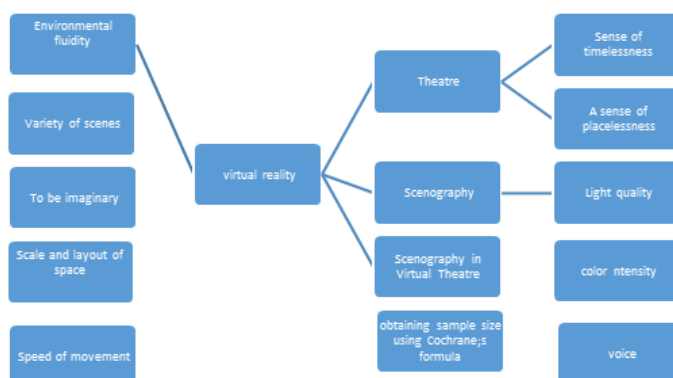 Environmental
fluidity
Variety of scenes
To be imaginary
Scale and layout of
space
Speed of movement
virtual reality
Theatre
Scenography
Scenography in
Virtual Theatre
obtaining sample size
using Cochrane;s
formula
Sense of
timelessness
A sense of
placelessness
Light quality
color ntensity
voice